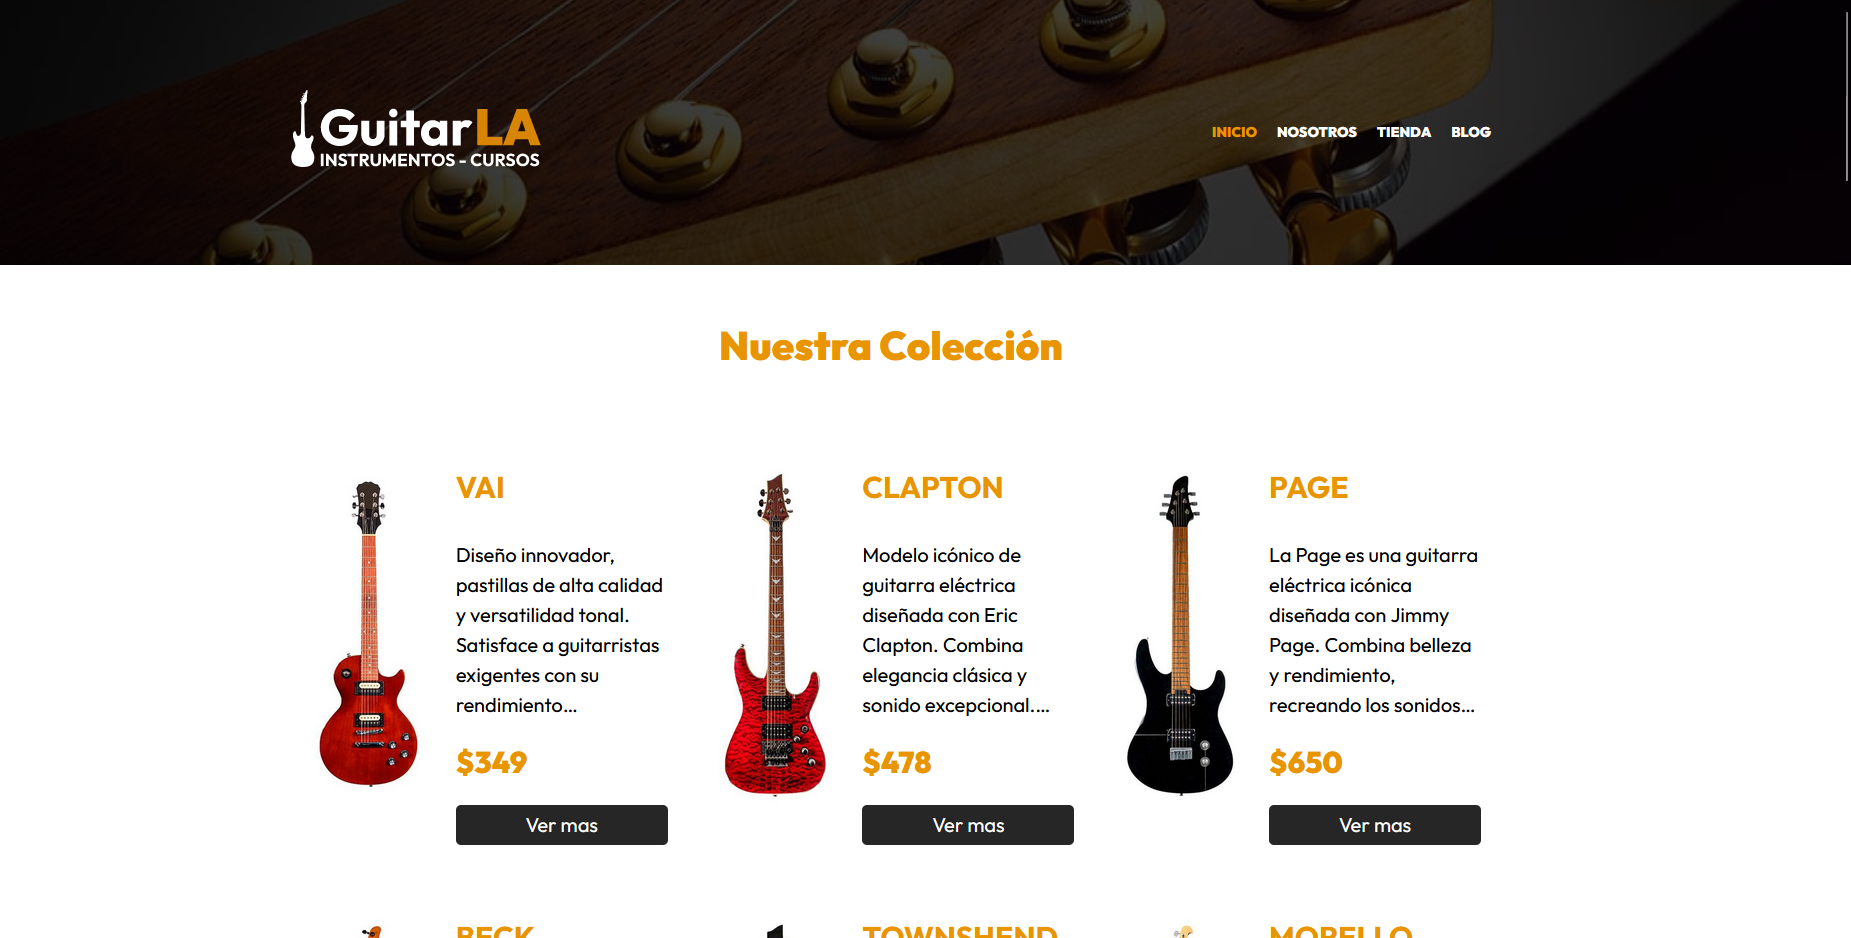 GuitarLA
INSTRUMENTOS - CURSOS
INICIO NOSOTROS TIENDA BLOG
Nuestra Colección
VAI
Diseño innovador,
pastillas de alta calidad
y versatilidad tonal.
Satisface a guitarristas
exigentes con su
rendimiento...
$349
Ver mas
CLAPTON
Modelo icónico de
guitarra eléctrica
diseñada con Eric
Clapton. Combina
elegancia clásica y
sonido excepcional....
$478
Ver mas
PAGE
La Page es una guitarra
eléctrica icónica
diseñada con Jimmy
Page. Combina belleza
y rendimiento,
recreando los sonidos...
$650
Ver mas
BECK
TOWNSHEND
MORELLO